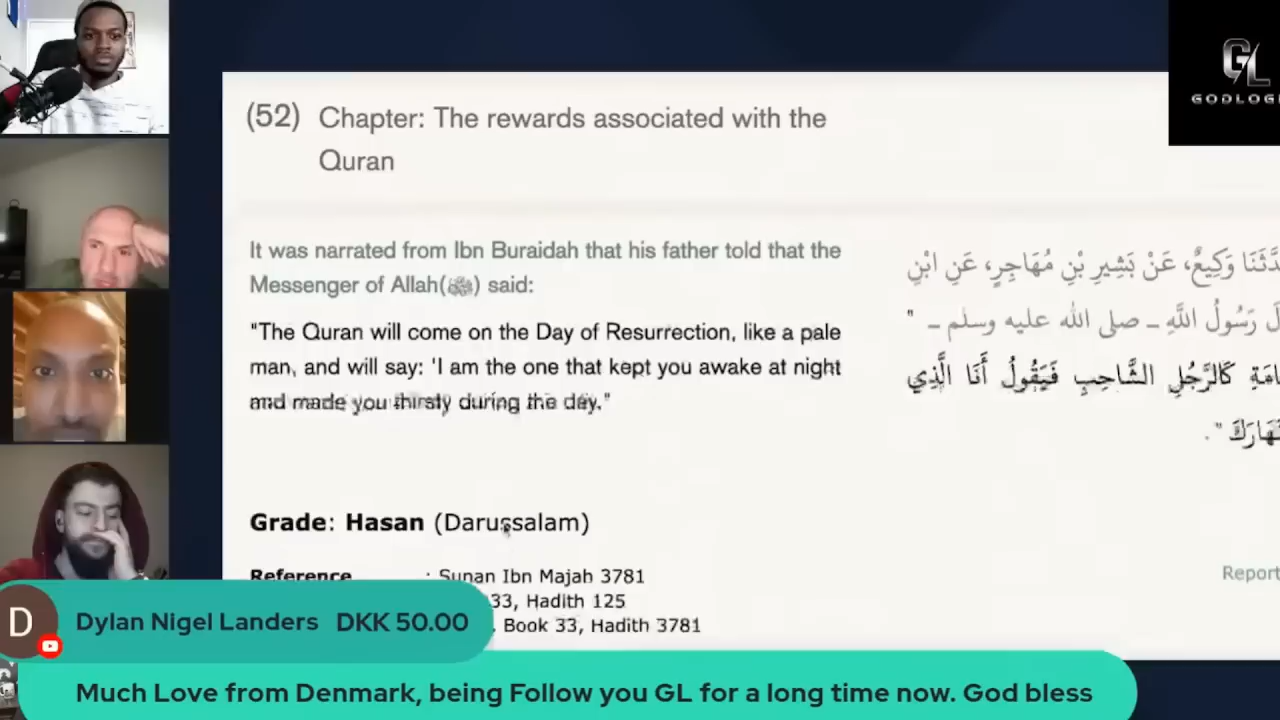 GL
GODLOGI
(52) Chapter: The rewards associated with the
Quran
It was narrated from Ibn Buraidah that his father told that the
Messenger of Allah(ﷺ) said:
"The Quran will come on the Day of Resurrection, like a pale
man, and will say: 'I am the one that kept you awake at night
and made you thirsty during the day."
دَّثَنَا وَكِيعٌ، عَنْ بَشِيرِ بْنِ مُهَاجِرٍ، عَنِ ابْنِ
لَ رَسُولُ اللَّهِ ـ صلى الله عليه وسلم ـ "
امَةِ كَالرَّجُلِ الشَّاحِبِ فَيَقُولُ أَنَا الَّذِي
نَهَارَكَ " .
Grade: Hasan (Darussalam)
Reference : Sunan Ibn Majah 3781
33, Hadith 125
. Book 33, Hadith 3781
Report
D
Dylan Nigel Landers DKK 50.00
Much Love from Denmark, being Follow you GL for a long time now. God bless